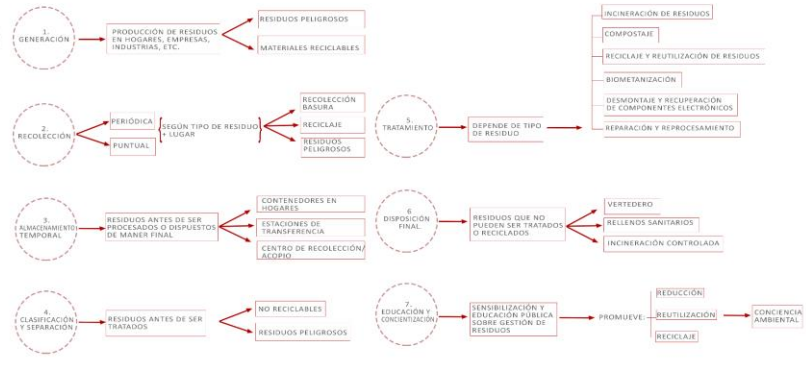 1.
GENERACIÓN
PRODUCCIÓN DE RESIDUOS
EN HOGARES, EMPRESAS,
INDUSTRIAS, ETC.
RESIDUOS PELIGROSOS
MATERIALES RECICLABLES
2.
RECOLECCIÓN
PERIÓDICA
PUNTUAL
SEGÚN TIPO DE RESIDUO
+ LUGAR
RECOLECCIÓN
BASURA
RECICLAJE
RESIDUOS
PELIGROSOS
3.
ALMACENAMIENTO
TEMPORAL
RESIDUOS ANTES DE SER
PROCESADOS O DISPUESTOS
DE MANER FINAL
CONTENEDORES EN
HOGARES
ESTACIONES DE
TRANSFERENCIA
CENTRO DE RECOLECCIÓN/
ACOPIO
4.
CLASIFICACIÓN
Y SEPARACIÓN
RESIDUOS ANTES DE SER
TRATADOS
NO RECICLABLES
RESIDUOS PELIGROSOS
5.
TRATAMIENTO
DEPENDE DE TIPO
DE RESIDUO
INCINERACIÓN DE RESIDUOS
COMPOSTAJE
RECICLAJE Y REUTILIZACIÓN DE RESIDUOS
BIOMETANIZACIÓN
DESMONTAJE Y RECUPERACIÓN
DE COMPONENTES ELECTRÓNICOS
REPARACIÓN Y REPROCESAMIENTO
6
DISPOSICIÓN
FINAL
RESIDUOS QUE NO
PUEDEN SER TRATADOS
O RECICLADOS
VERTEDERO
RELLENOS SANITARIOS
INCINERACIÓN CONTROLADA
7.
EDUCACIÓN Y
CONCIENTIZACIÓN
SENSIBILIZACIÓN Y
EDUCACIÓN PÚBLICA
SOBRE GESTIÓN DE
RESIDUOS
PROMUEVE:
REDUCCIÓN
REUTILIZACIÓN
RECICLAJE
CONCIENCIA
AMBIENTAL